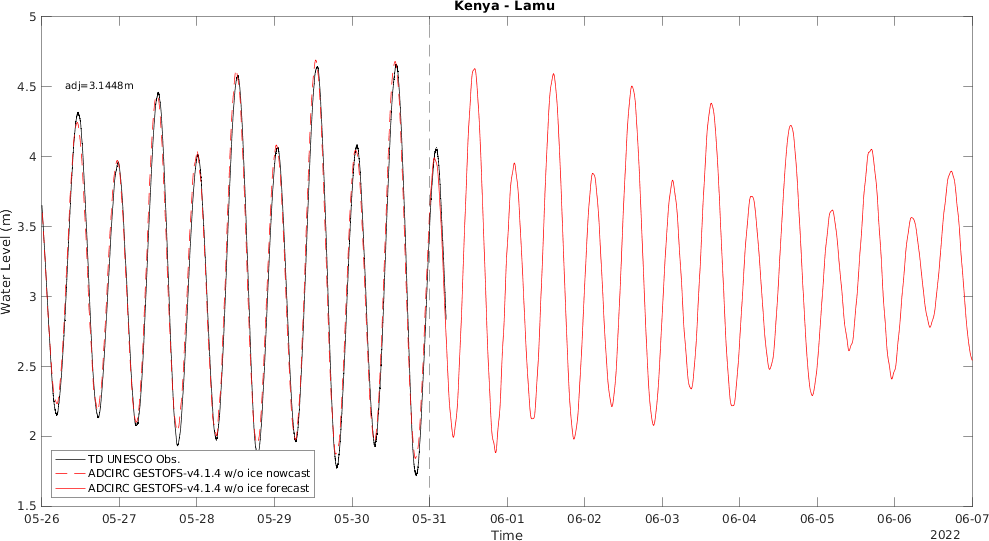 Kenya - Lamu
5
4.5
4
3.5
3
2.5
2
1.5
Water Level (m)
adj=3.1448m
TD UNESCO Obs.
ADCIRC GESTOFS-v4.1.4 w/o ice nowcast
ADCIRC GESTOFS-v4.1.4 w/o ice forecast
05-26 05-27 05-28 05-29 05-30 05-31 06-01 06-02 06-03 06-04 06-05 06-06 06-07
Time
2022